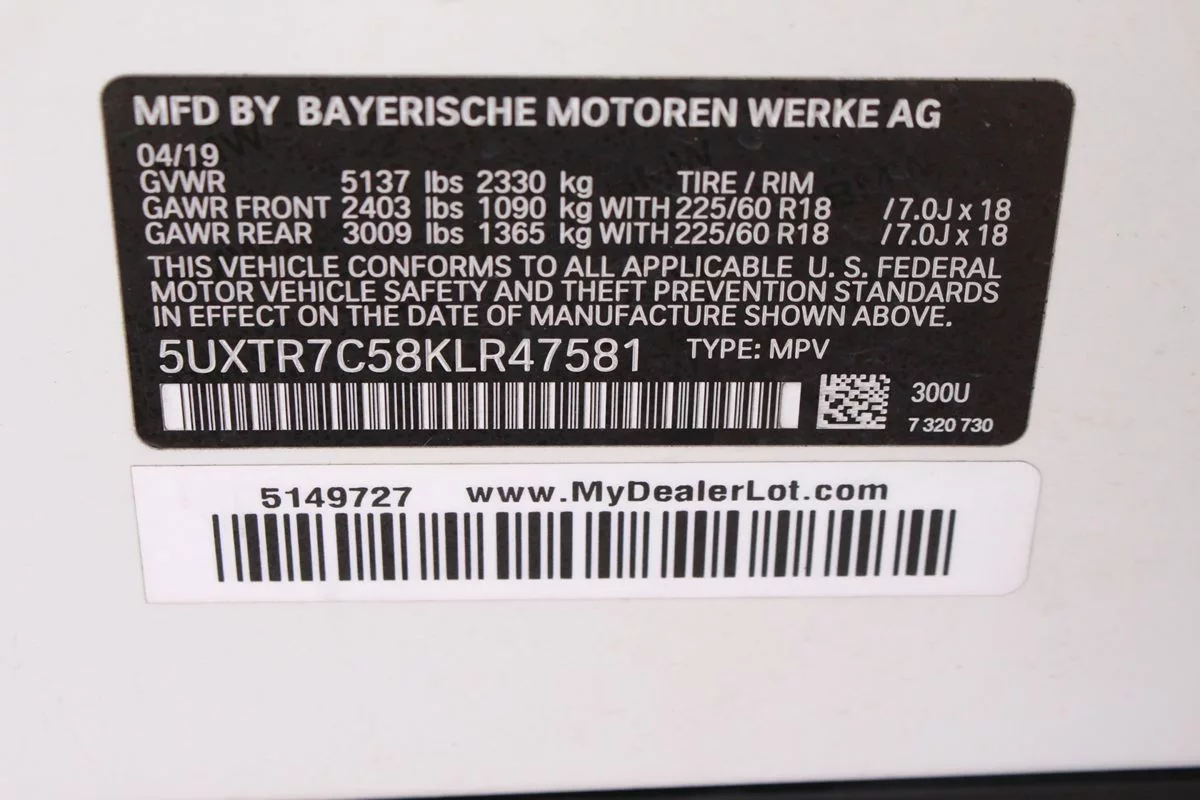 MFD BY BAYERISCHE MOTOREN WERKE AG
04/19
GVWR 5137 lbs 2330 kg TIRE / RIM
GAWR FRONT 2403 lbs 1090 kg WITH 225/60 R18 /7.0J x 18
GAWR REAR 3009 lbs 1365 kg WITH 225/60 R18 /7.0J x 18
THIS VEHICLE CONFORMS TO ALL APPLICABLE U. S. FEDERAL
MOTOR VEHICLE SAFETY AND THEFT PREVENTION STANDARDS
IN EFFECT ON THE DATE OF MANUFACTURE SHOWN ABOVE.
5UXTR7C58KLR47581 TYPE: MPV
300U
7 320 730
5149727 www.MyDealerLot.com